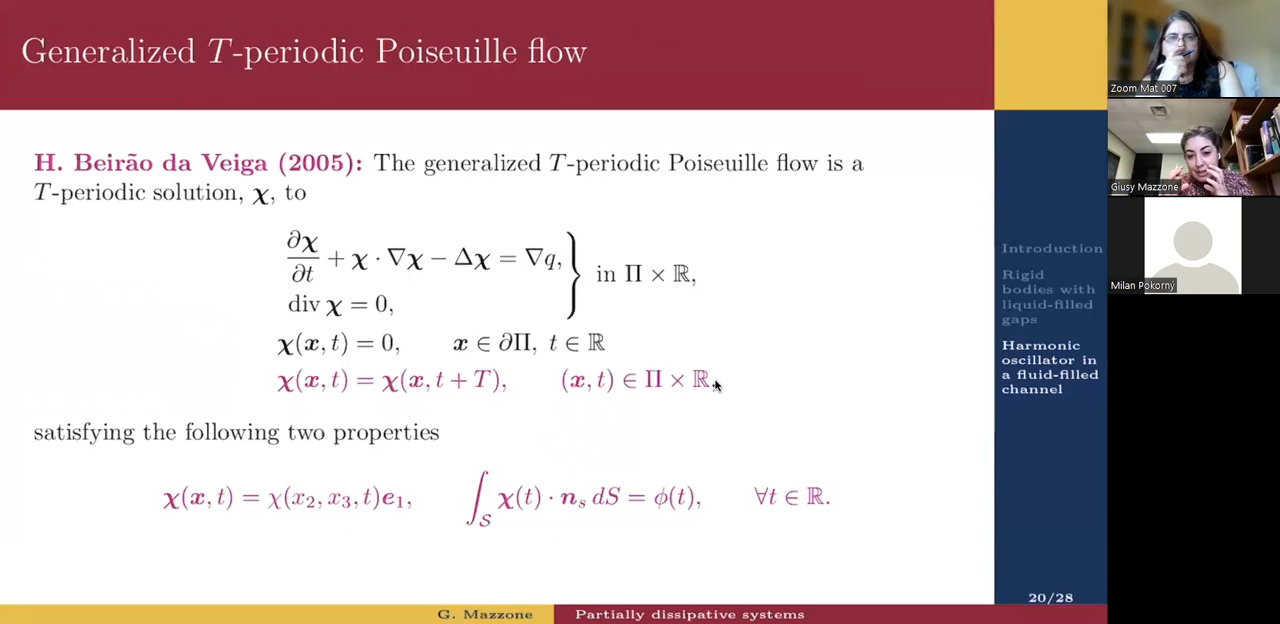 Generalized T-periodic Poiseuille flow
H. Beirão da Veiga (2005): The generalized T-periodic Poiseuille flow is a
T-periodic solution, χ, to
∂χ/∂t + χ · ∇χ − Δχ = ∇q,
div χ = 0,
in Π × ℝ,
χ(x, t) = 0, x ∈ ∂Π, t ∈ ℝ
χ(x, t) = χ(x, t + T), (x, t) ∈ Π × ℝ,
satisfying the following two properties
χ(x, t) = χ(x₂, x₃, t)e₁, ∫_S χ(t) · n_s dS = ϕ(t), ∀t ∈ ℝ.
Introduction
Rigid
bodies with
liquid-filled
gaps
Harmonic
oscillator in
a fluid-filled
channel
20/28
G. Mazzone
Partially dissipative systems
Zoom Mat 007
Giusy Mazzone
Milan Pokorný